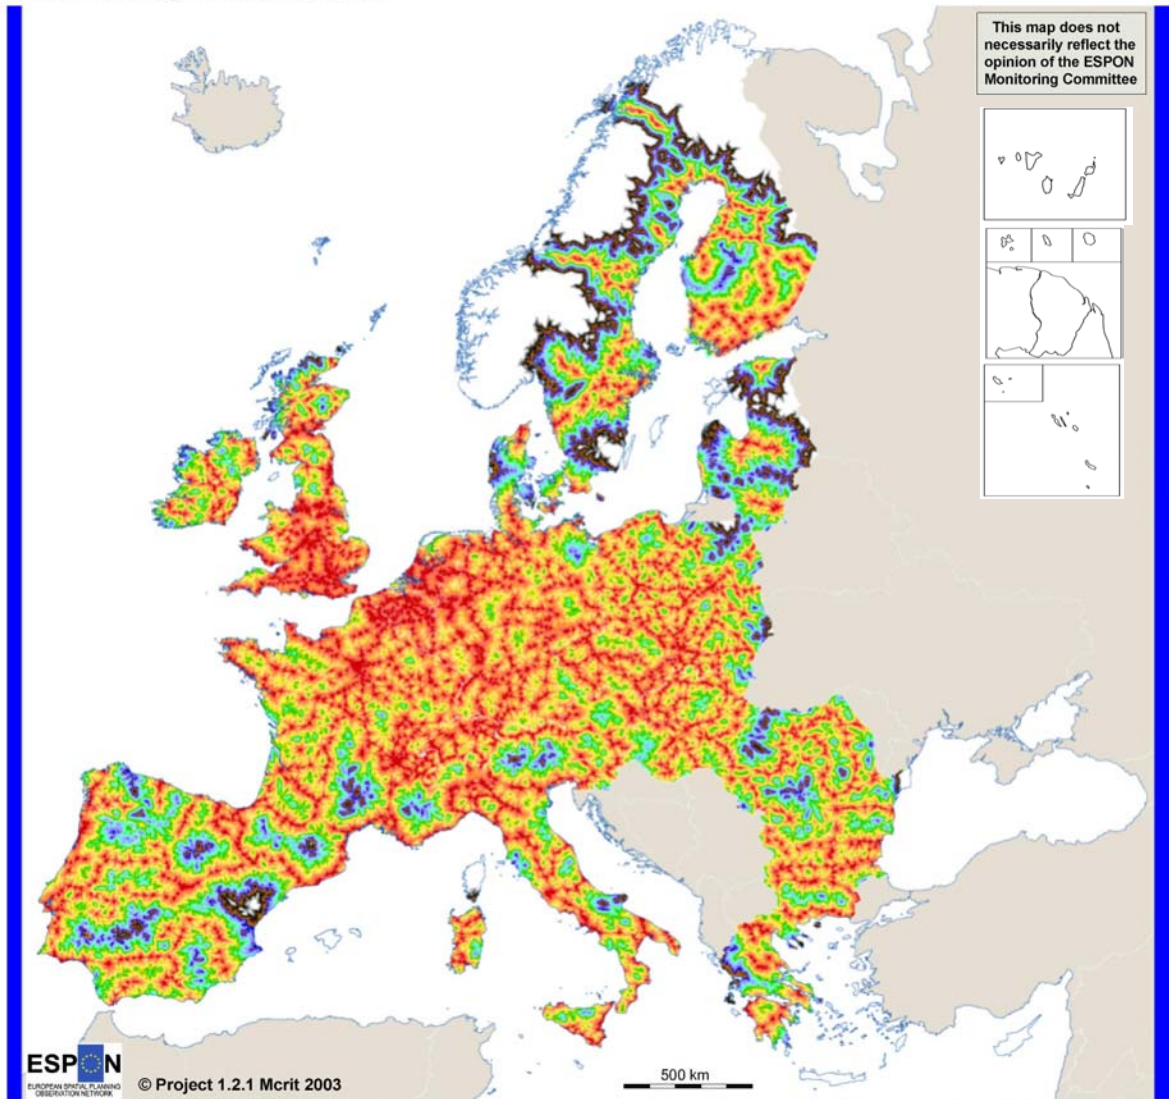 This map does not
necessarily reflect the
opinion of the ESPON
Monitoring Committee
ESPON
EUROPEAN SPATIAL PLANNING
OBSERVATION NETWORK
© Project 1.2.1 Mcrit 2003
500 km